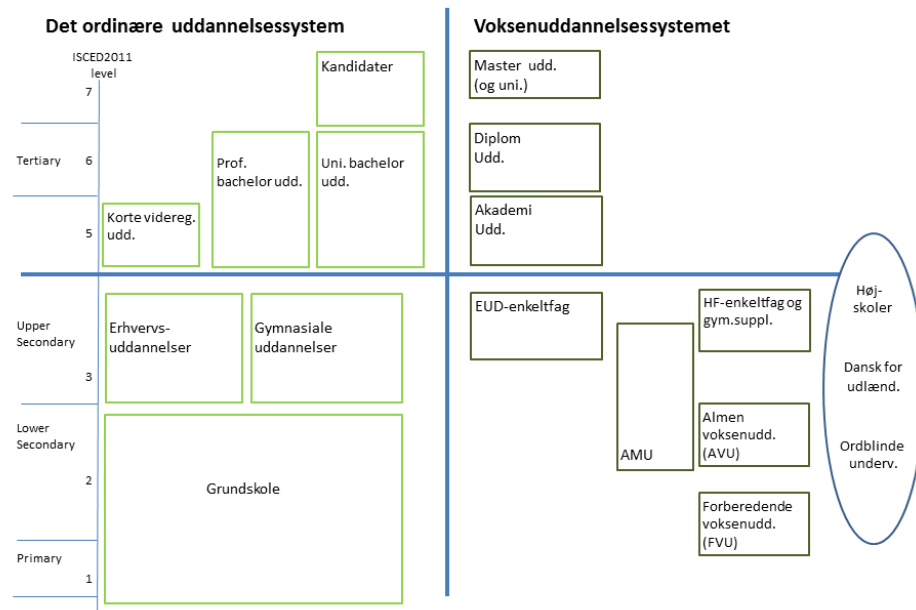 Det ordinære uddannelsessystem
Voksenuddannelsessystemet
ISCED2011
level
7
Tertiary 6
5
Upper
Secondary
3
Lower
Secondary
2
Primary
1
Kandidater
Prof.
bachelor udd.
Uni. bachelor
udd.
Korte videreg.
udd.
Erhvervs-
uddannelser
Gymnasiale
uddannelser
Grundskole
Master udd.
(og uni.)
Diplom
Udd.
Akademi
Udd.
EUD-enkeltfag
AMU
HF-enkeltfag og
gym.suppl.
Almen
voksenudd.
(AVU)
Forberedende
voksenudd.
(FVU)
Høj-
skoler
Dansk for
udlænd.
Ordblinde
underv.